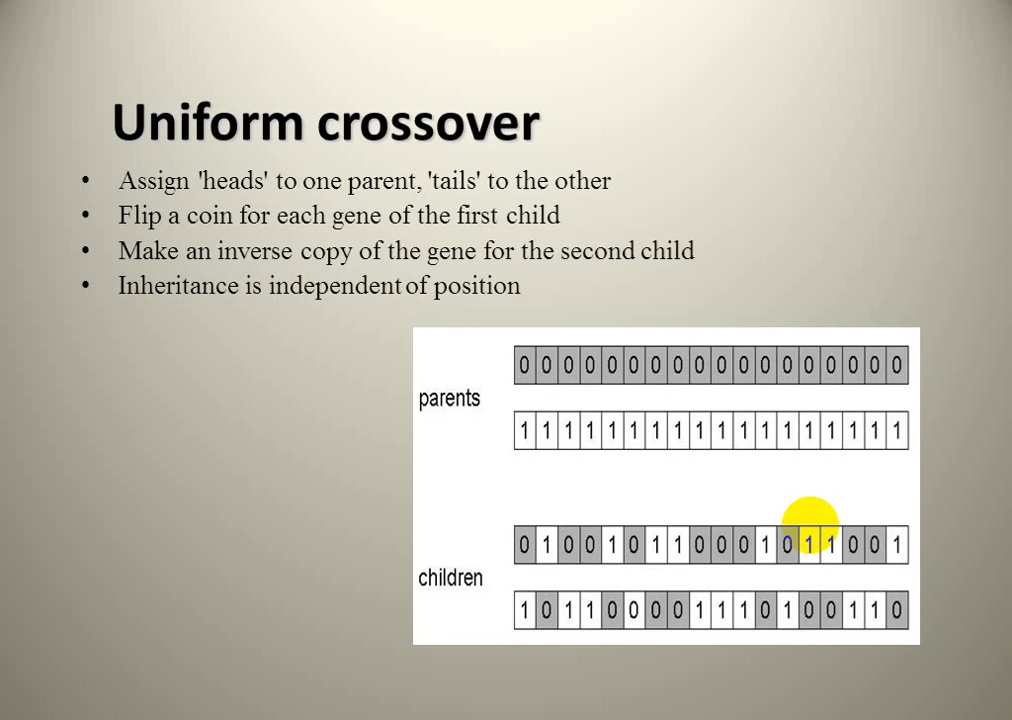 Uniform crossover
• Assign 'heads' to one parent, 'tails' to the other
• Flip a coin for each gene of the first child
• Make an inverse copy of the gene for the second child
• Inheritance is independent of position
0 0 0 0 0 0 0 0 0 0 0 0 0 0 0 0 0 0
parents
1 1 1 1 1 1 1 1 1 1 1 1 1 1 1 1 1 1
0 1 0 0 1 0 1 1 0 0 0 1 0 1 1 0 0 1
children
1 0 1 1 0 0 0 0 1 1 1 0 1 0 0 1 1 0